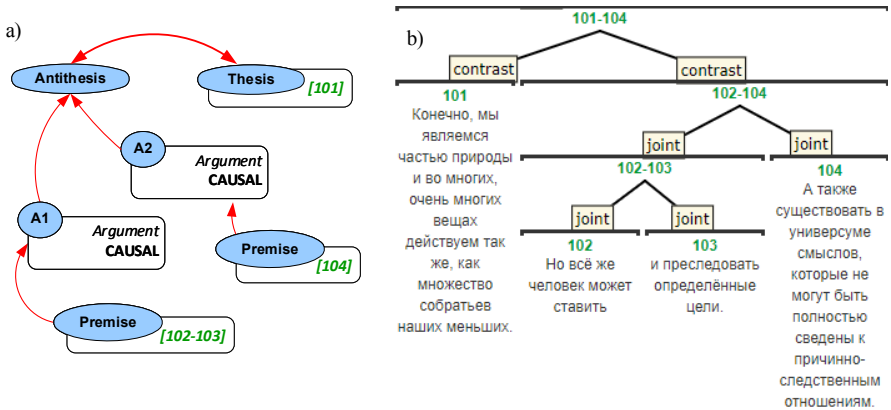 a)
Antithesis
Thesis
[101]
A2
Argument
CAUSAL
A1
Argument
CAUSAL
Premise
[104]
Premise
[102-103]
b)
101-104
contrast
contrast
101
Конечно, мы
являемся
частью природы
и во многих,
очень многих
вещах
действуем так
же, как
множество
собратьев
наших меньших.
102-104
joint
joint
102-103
joint
joint
102
Но всё же
человек может
ставить
103
и преследовать
определённые
цели.
104
А также
существовать в
универсуме
смыслов,
которые не
могут быть
полностью
сведены к
причинно-
следственным
отношениям.